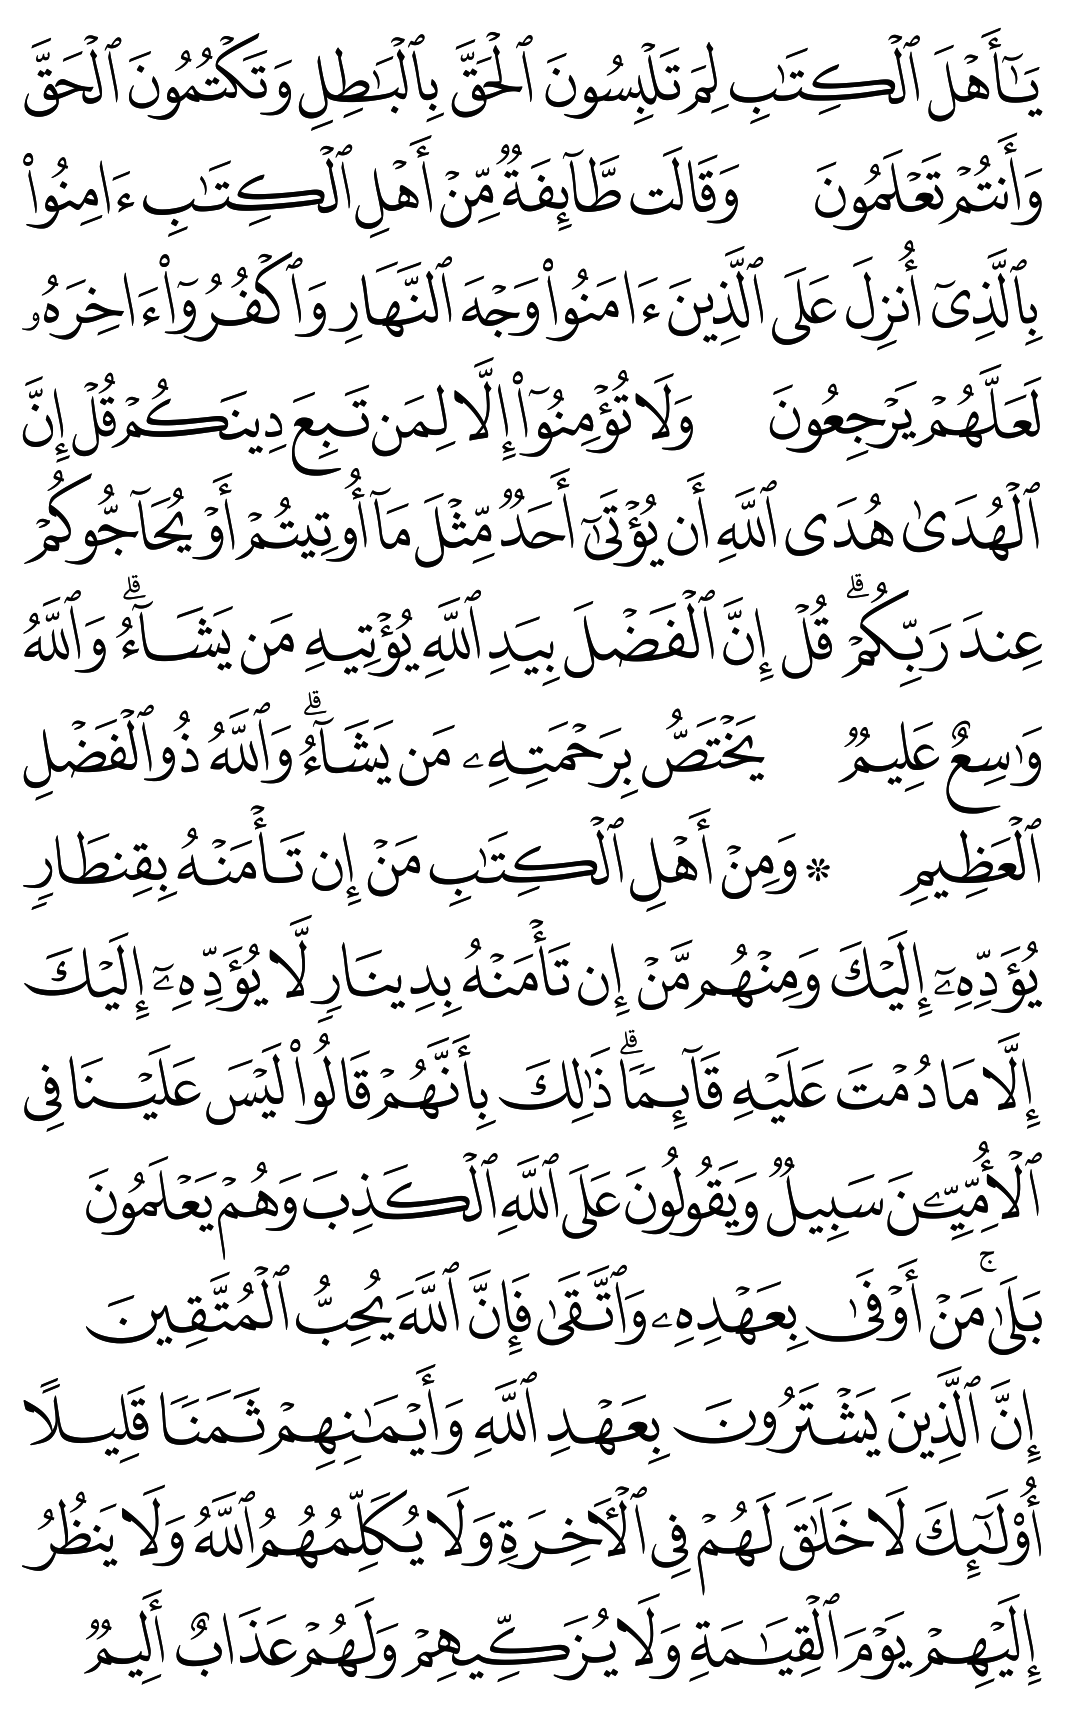 يَـٰٓأَهْلَ ٱلْكِتَـٰبِ لِمَ تَلْبِسُونَ ٱلْحَقَّ بِٱلْبَـٰطِلِ وَتَكْتُمُونَ ٱلْحَقَّ
وَأَنتُمْ تَعْلَمُونَ وَقَالَت طَّآئِفَةٌ مِّنْ أَهْلِ ٱلْكِتَـٰبِ ءَامِنُوا۟
بِٱلَّذِىٓ أُنزِلَ عَلَى ٱلَّذِينَ ءَامَنُوا۟ وَجْهَ ٱلنَّهَارِ وَٱكْفُرُوٓا۟ ءَاخِرَهُۥ
لَعَلَّهُمْ يَرْجِعُونَ وَلَا تُؤْمِنُوٓا۟ إِلَّا لِمَن تَبِعَ دِينَكُمْ قُلْ إِنَّ
ٱلْهُدَىٰ هُدَى ٱللَّهِ أَن يُؤْتَىٰٓ أَحَدٌ مِّثْلَ مَآ أُوتِيتُمْ أَوْ يُحَآجُّوكُمْ
عِندَ رَبِّكُمْ ۗ قُلْ إِنَّ ٱلْفَضْلَ بِيَدِ ٱللَّهِ يُؤْتِيهِ مَن يَشَآءُ ۗ وَٱللَّهُ
وَٰسِعٌ عَلِيمٌ يَخْتَصُّ بِرَحْمَتِهِۦ مَن يَشَآءُ ۗ وَٱللَّهُ ذُو ٱلْفَضْلِ
ٱلْعَظِيمِ * وَمِنْ أَهْلِ ٱلْكِتَـٰبِ مَنْ إِن تَأْمَنْهُ بِقِنطَارٍ
يُؤَدِّهِۦٓ إِلَيْكَ وَمِنْهُم مَّنْ إِن تَأْمَنْهُ بِدِينَارٍ لَّا يُؤَدِّهِۦٓ إِلَيْكَ
إِلَّا مَا دُمْتَ عَلَيْهِ قَآئِمًا ۗ ذَٰلِكَ بِأَنَّهُمْ قَالُوا۟ لَيْسَ عَلَيْنَا فِى
ٱلْأُمِّيِّـۧنَ سَبِيلٌ وَيَقُولُونَ عَلَى ٱللَّهِ ٱلْكَذِبَ وَهُمْ يَعْلَمُونَ
بَلَىٰ ۚ مَنْ أَوْفَىٰ بِعَهْدِهِۦ وَٱتَّقَىٰ فَإِنَّ ٱللَّهَ يُحِبُّ ٱلْمُتَّقِينَ
إِنَّ ٱلَّذِينَ يَشْتَرُونَ بِعَهْدِ ٱللَّهِ وَأَيْمَـٰنِهِمْ ثَمَنًا قَلِيلًا
أُو۟لَـٰٓئِكَ لَا خَلَـٰقَ لَهُمْ فِى ٱلْـَٔاخِرَةِ وَلَا يُكَلِّمُهُمُ ٱللَّهُ وَلَا يَنظُرُ
إِلَيْهِمْ يَوْمَ ٱلْقِيَـٰمَةِ وَلَا يُزَكِّيهِمْ وَلَهُمْ عَذَابٌ أَلِيمٌ